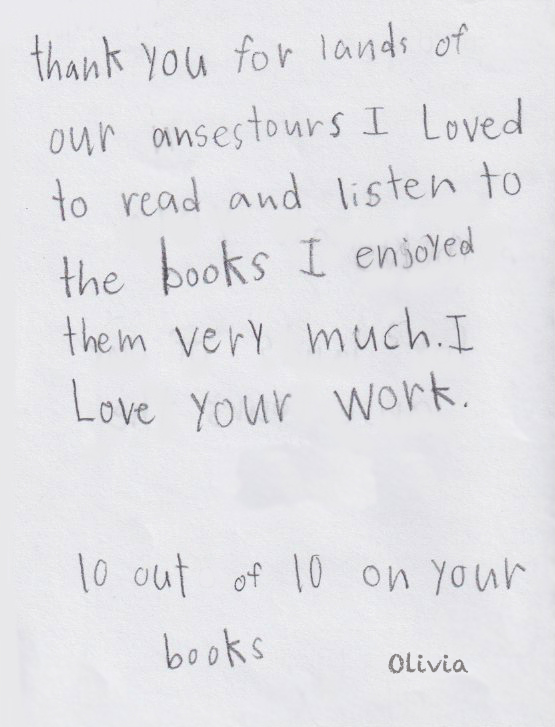 thank you for lands of
our ansestours I Loved
to read and listen to
the books I enjoyed
them very much. I
Love your work.
10 out of 10 on your
books
Olivia